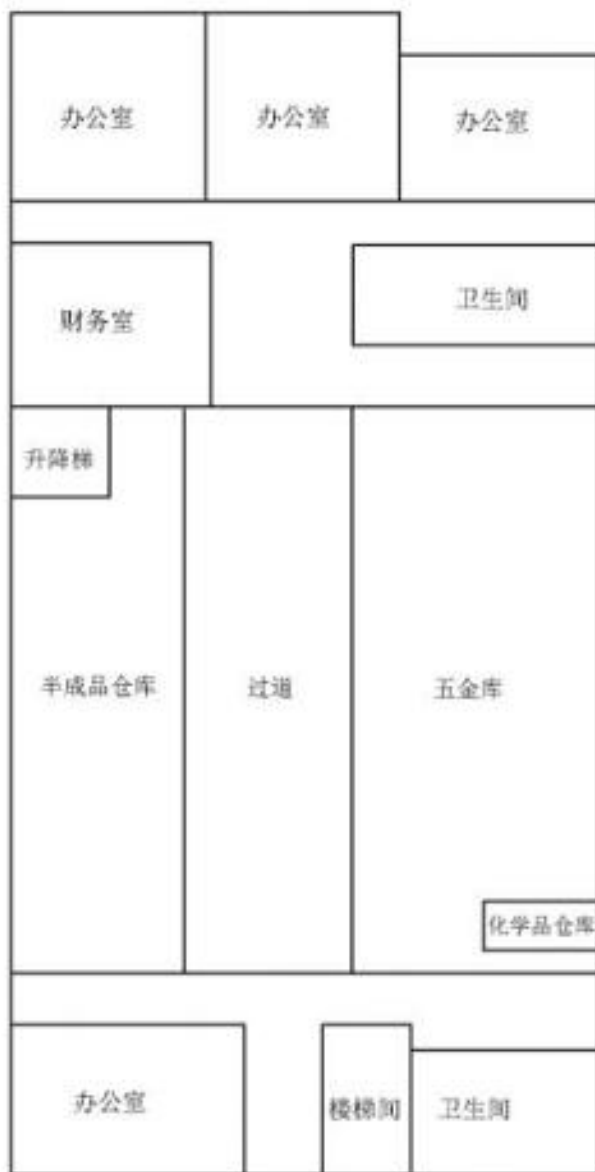 办公室
办公室
办公室
财务室
卫生间
升降梯
半成品仓库
过道
五金库
化学品仓库
办公室
楼梯间
卫生间